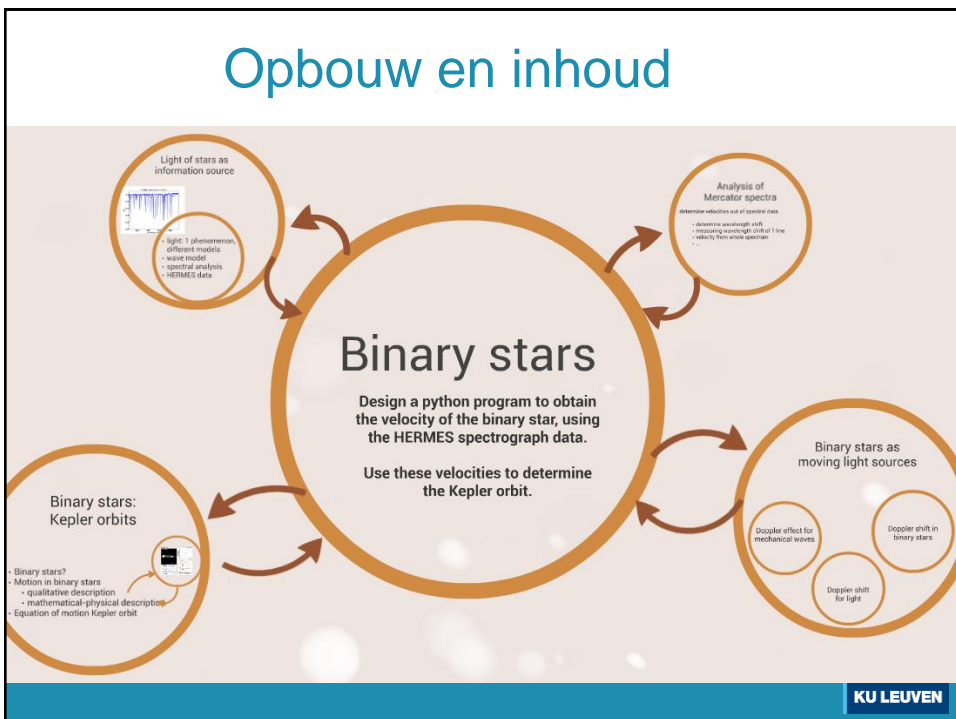 Opbouw en inhoud
Light of stars as
information source
• light: 1 phenomenon,
different models
• wave model
• spectral analysis
• HERMES data
Analysis of
Mercator spectra
determine velocities out of spectral data
• determine wavelength shift
• measuring wavelength shift of 1 line
• velocity from whole spectrum
• ...
Binary stars
Design a python program to obtain
the velocity of the binary star, using
the HERMES spectrograph data.
Use these velocities to determine
the Kepler orbit.
Binary stars:
Kepler orbits
• Binary stars?
• Motion in binary stars
• qualitative description
• mathematical-physical description
• Equation of motion Kepler orbit
Binary stars as
moving light sources
Doppler effect for
mechanical waves
Doppler shift in
binary stars
Doppler shift
for light
KU LEUVEN